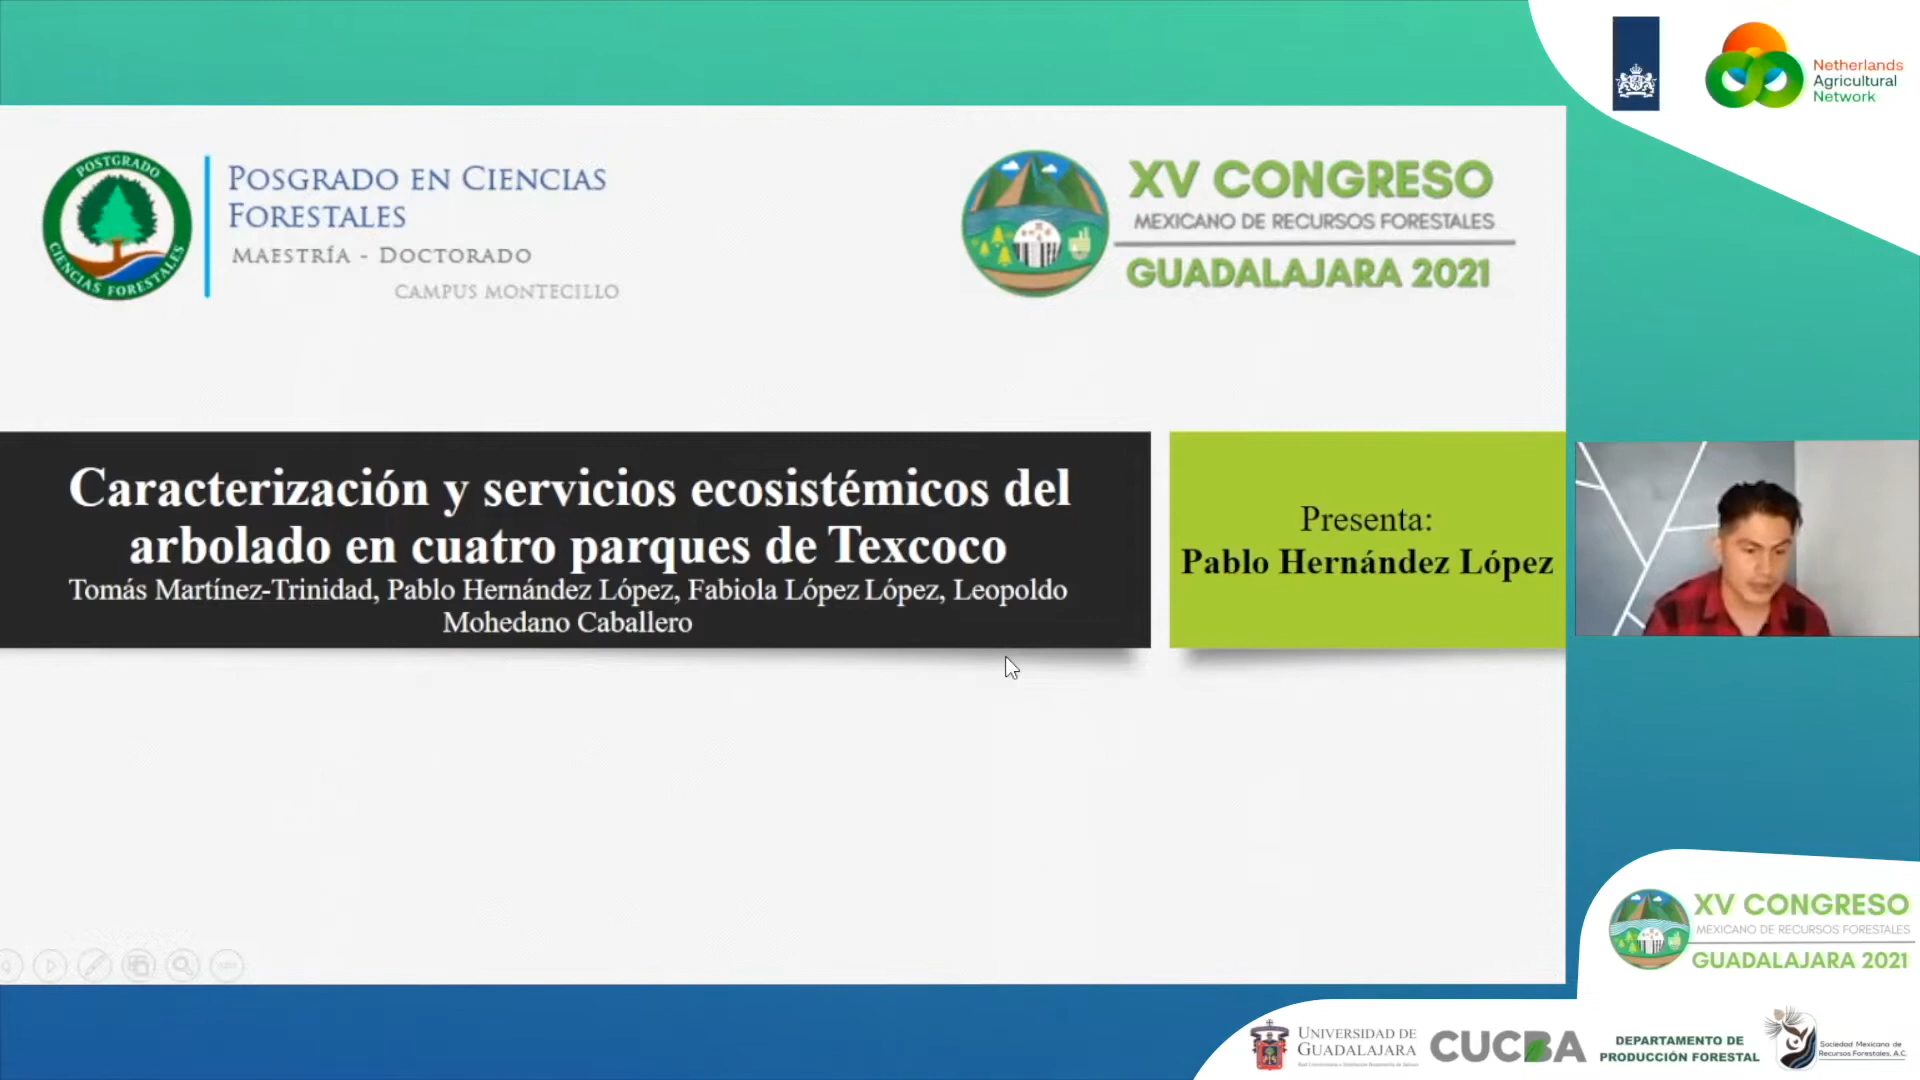 Netherlands
Agricultural
Network
POSTGRADO
CIENCIAS FORESTALES
POSGRADO EN CIENCIAS
FORESTALES
MAESTRÍA - DOCTORADO
CAMPUS MONTECILLO
XV CONGRESO
MEXICANO DE RECURSOS FORESTALES
GUADALAJARA 2021
Caracterización y servicios ecosistémicos del
arbolado en cuatro parques de Texcoco
Tomás Martínez-Trinidad, Pablo Hernández López, Fabiola López López, Leopoldo
Mohedano Caballero
Presenta:
Pablo Hernández López
XV CONGRESO
MEXICANO DE RECURSOS FORESTALES
GUADALAJARA 2021
UNIVERSIDAD DE
GUADALAJARA
CUCBA
DEPARTAMENTO DE
PRODUCCIÓN FORESTAL
Sociedad Mexicana de
Recursos Forestales, A.C.